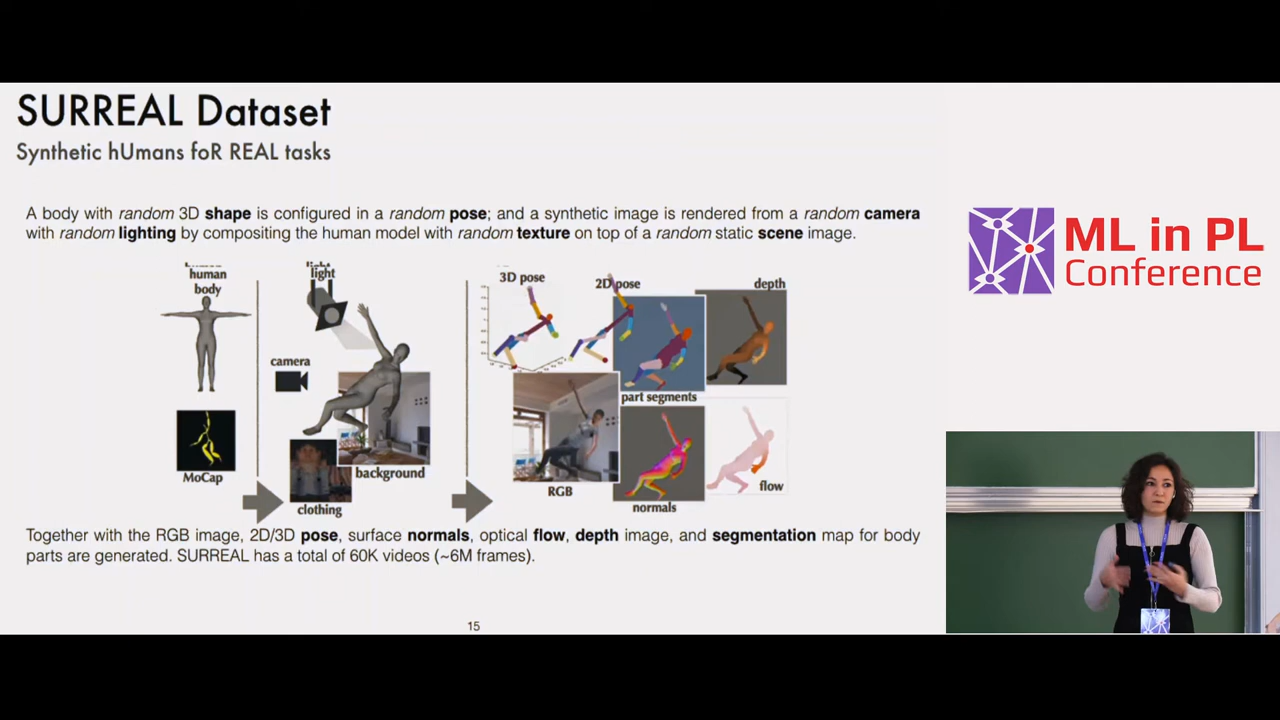 SURREAL Dataset
Synthetic hUmans foR REAL tasks
A body with random 3D shape is configured in a random pose; and a synthetic image is rendered from a random camera
with random lighting by compositing the human model with random texture on top of a random static scene image.
human
body
MoCap
light
camera
background
clothing
3D pose
2D pose
depth
part segments
RGB
normals
flow
Together with the RGB image, 2D/3D pose, surface normals, optical flow, depth image, and segmentation map for body
parts are generated. SURREAL has a total of 60K videos (~6M frames).
15
ML in PL
Conference